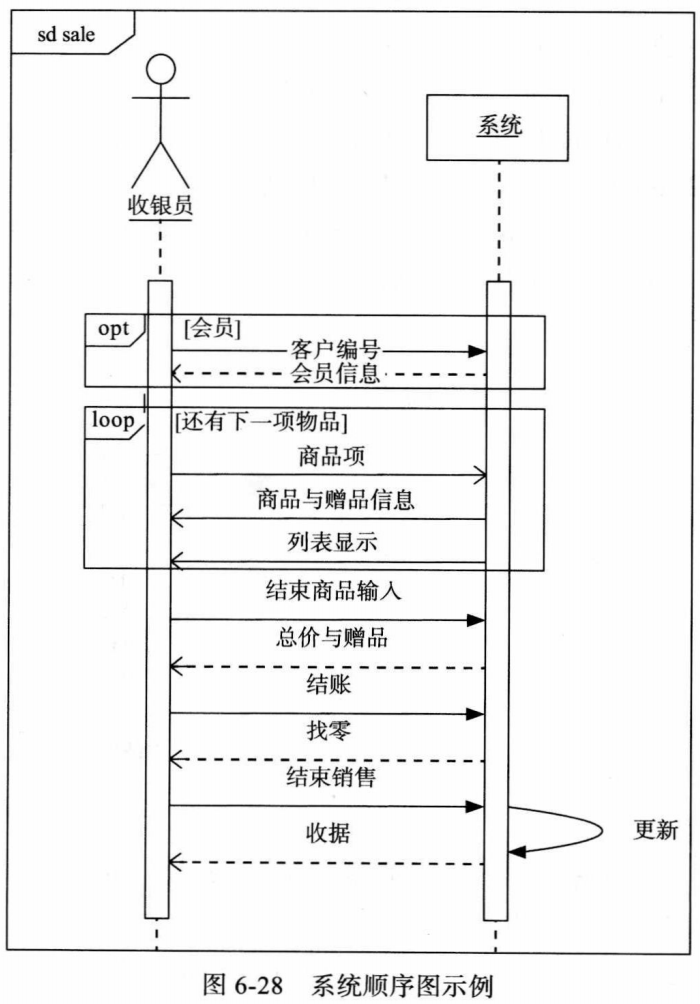 sd sale
系统
收银员
opt
[会员]
客户编号
会员信息
loop
[还有下一项物品]
商品项
商品与赠品信息
列表显示
结束商品输入
总价与赠品
结账
找零
结束销售
更新
收据
图 6-28 系统顺序图示例